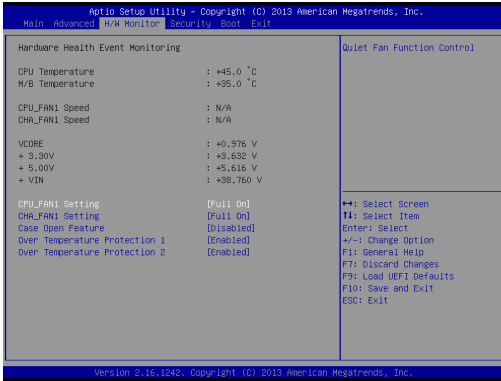 Aptio Setup Utility – Copyright (C) 2013 American Megatrends, Inc.
Main Advanced H/W Monitor Security Boot Exit
Hardware Health Event Monitoring
Quiet Fan Function Control
CPU Temperature : +45.0 °C
M/B Temperature : +35.0 °C
CPU_FAN1 Speed : N/A
CHA_FAN1 Speed : N/A
VCORE : +0.976 V
+ 3.30V : +3.632 V
+ 5.00V : +5.616 V
+ VIN : +38.760 V
CPU_FAN1 Setting [Full On]
CHA_FAN1 Setting [Full On]
Case Open Feature [Disabled]
Over Temperature Protection 1 [Enabled]
Over Temperature Protection 2 [Enabled]
↔: Select Screen
↑↓: Select Item
Enter: Select
+/-: Change Option
F1: General Help
F7: Discard Changes
F9: Load UEFI Defaults
F10: Save and Exit
ESC: Exit
Version 2.16.1242. Copyright (C) 2013 American Megatrends, Inc.